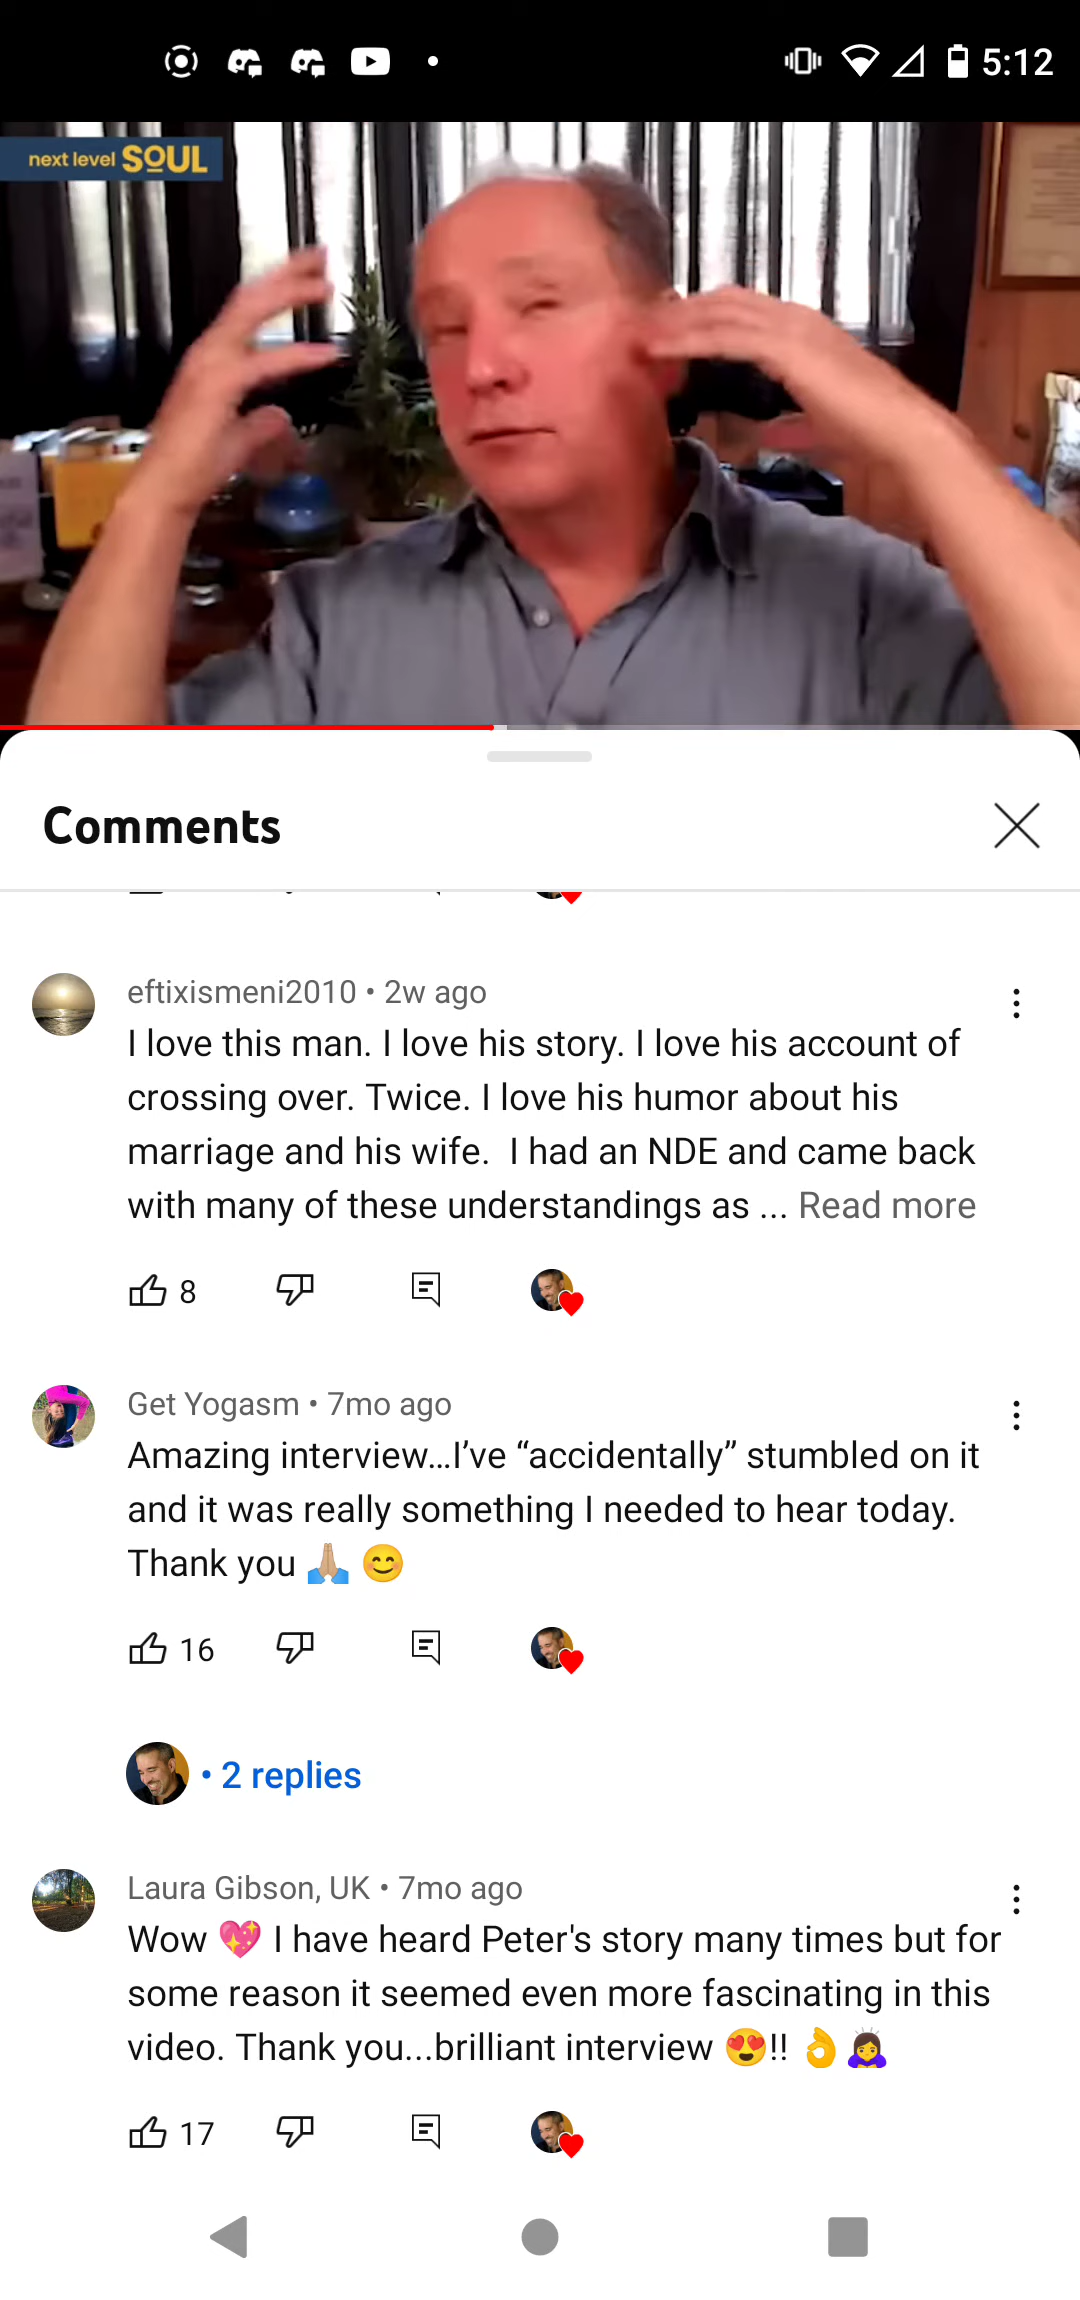 5:12
next level SOUL
Comments
eftixismeni2010 • 2w ago
I love this man. I love his story. I love his account of
crossing over. Twice. I love his humor about his
marriage and his wife.  I had an NDE and came back
with many of these understandings as ... Read more
8
Get Yogasm • 7mo ago
Amazing interview...I’ve “accidentally” stumbled on it
and it was really something I needed to hear today.
Thank you 🙏🏼 😊
16
• 2 replies
Laura Gibson, UK • 7mo ago
Wow 💖 I have heard Peter's story many times but for
some reason it seemed even more fascinating in this
video. Thank you...brilliant interview 😍!! 👌 🙇‍♀️
17